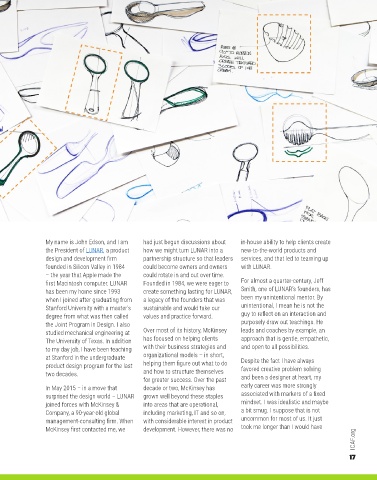 My name is John Edson, and I am
the President of LUNAR, a product
design and development firm
founded in Silicon Valley in 1984
– the year that Apple made the
first Macintosh computer. LUNAR
has been my home since 1993
when I joined after graduating from
Stanford University with a master's
degree from what was then called
the Joint Program in Design. I also
studied mechanical engineering at
The University of Texas. In addition
to my day job, I have been teaching
at Stanford in the undergraduate
product design program for the last
two decades.
In May 2015 – in a move that
surprised the design world – LUNAR
joined forces with McKinsey &
Company, a 90-year-old global
management-consulting firm. When
McKinsey first contacted me, we
had just begun discussions about
how we might turn LUNAR into a
partnership structure so that leaders
could become owners and owners
could rotate in and out over time.
Founded in 1984, we were eager to
create something lasting for LUNAR,
a legacy of the founders that was
sustainable and would take our
values and practice forward.
Over most of its history, McKinsey
has focused on helping clients
with their business strategies and
organizational models – in short,
helping them figure out what to do
and how to structure themselves
for greater success. Over the past
decade or two, McKinsey has
grown well beyond these staples
into areas that are operational,
including marketing, IT and so on,
with considerable interest in product
development. However, there was no
in-house ability to help clients create
new-to-the-world products and
services, and that led to teaming up
with LUNAR.
For almost a quarter-century, Jeff
Smith, one of LUNAR's founders, has
been my unintentional mentor. By
unintentional, I mean he is not the
guy to reflect on an interaction and
purposely draw out teachings. He
leads and coaches by example, an
approach that is gentle, empathetic,
and open to all possibilities.
Despite the fact I have always
favored creative problem solving
and been a designer at heart, my
early career was more strongly
associated with markers of a fixed
mindset. I was idealistic and maybe
a bit smug. I suppose that is not
uncommon for most of us. It just
took me longer than I would have
ICAF.org
17